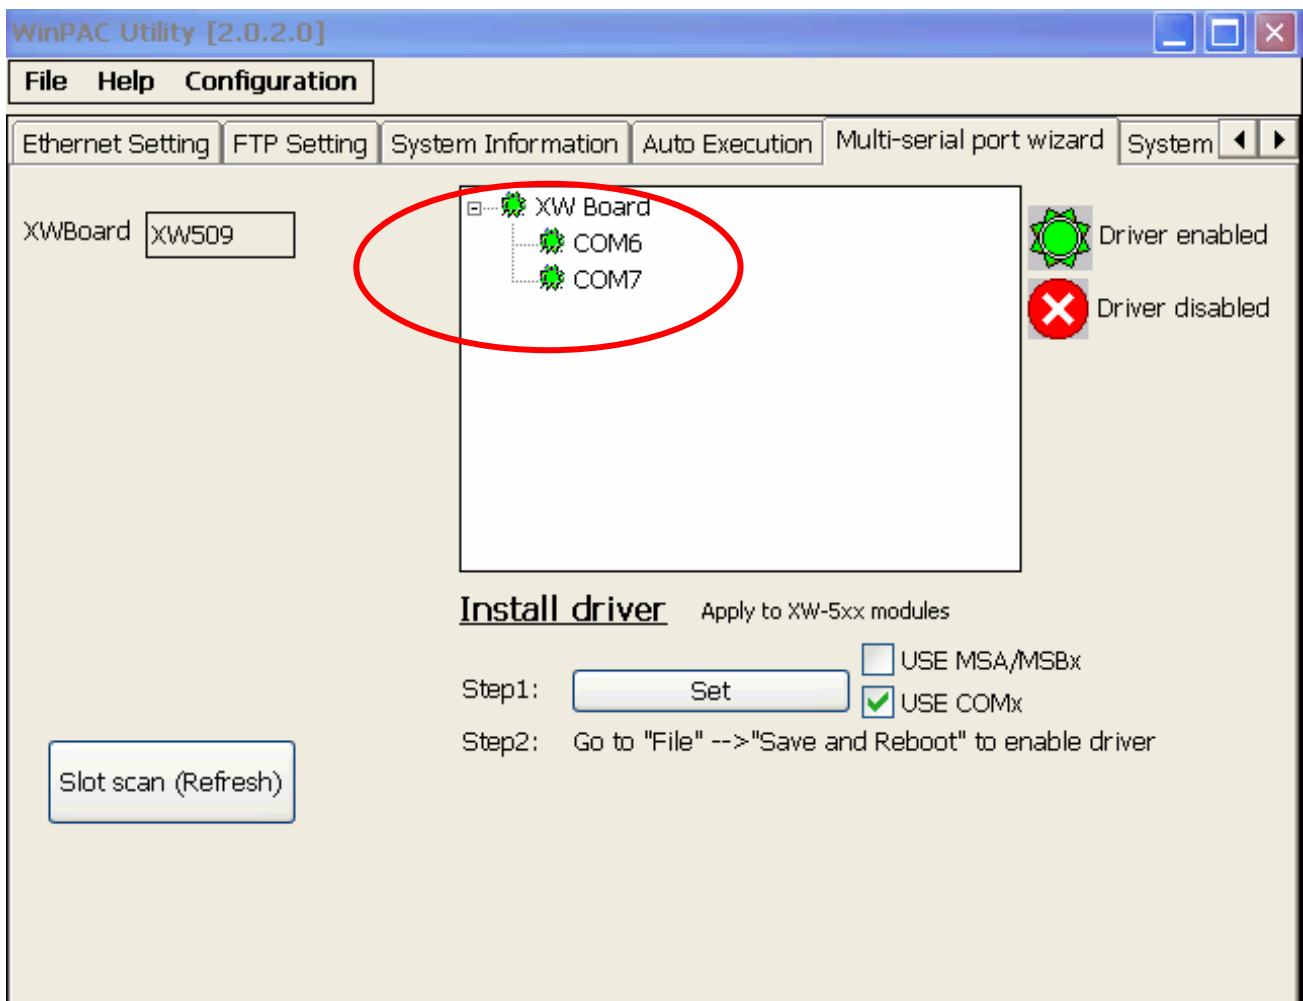 WinPAC Utility [2.0.2.0]
File Help Configuration
Ethernet Setting FTP Setting System Information Auto Execution Multi-serial port wizard System
XWBoard XW509
XW Board
COM6
COM7
Driver enabled
Driver disabled
Install driver Apply to XW-5xx modules
USE MSA/MSBx
Step1: Set
USE COMx
Step2: Go to "File" -->"Save and Reboot" to enable driver
Slot scan (Refresh)